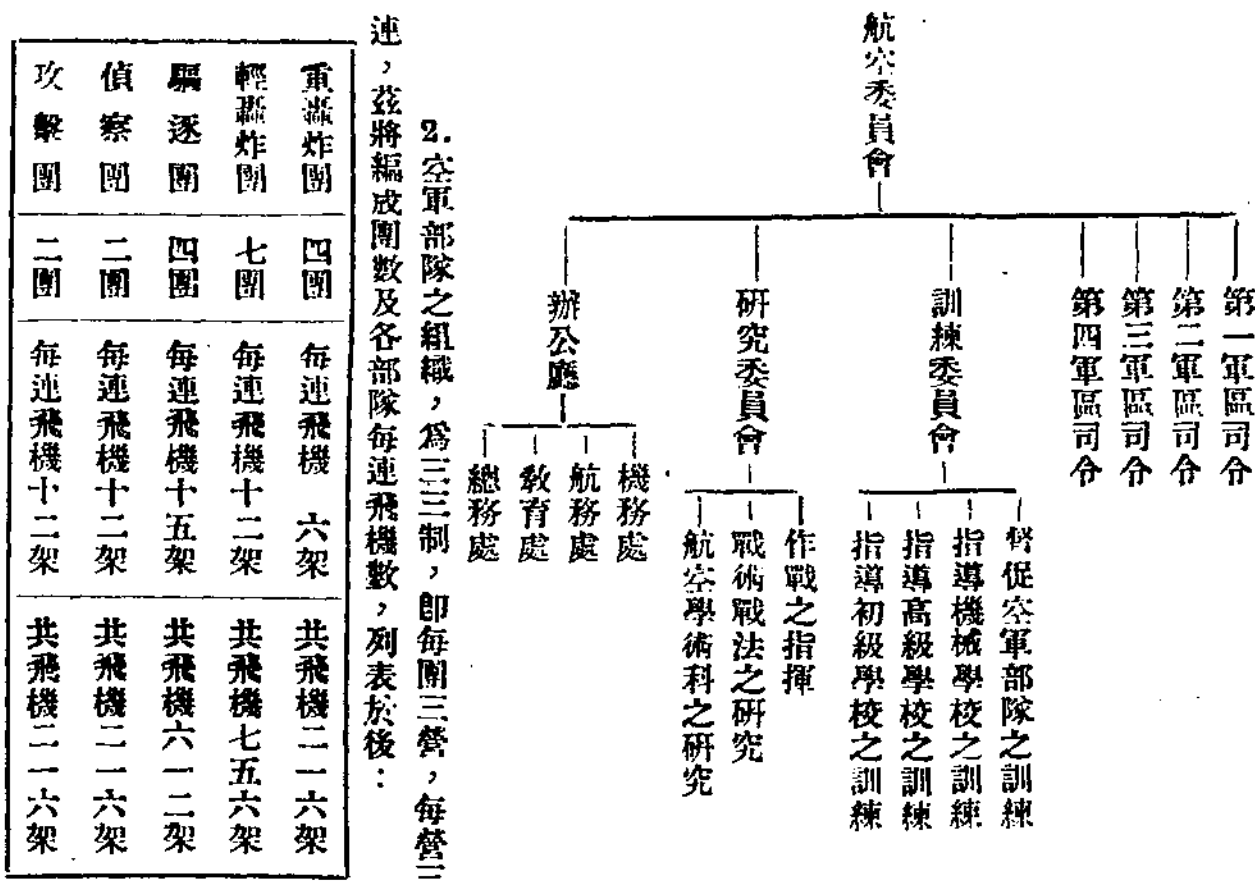 航空委員會
第一軍區司令
第二軍區司令
第三軍區司令
第四軍區司令
訓練委員會
督促空軍部隊之訓練
指導機械學校之訓練
指導高級學校之訓練
指導初級學校之訓練
研究委員會
作戰之指揮
戰術戰法之研究
航空學術科之研究
辦公廳
機務處
航務處
教育處
總務處
2.空軍部隊之組織,爲三三制,卽每團三營,每營三
連,茲將編成團數及各部隊每連飛機數,列表於後:
重轟炸團 四團 每連飛機 六架 共飛機二一六架
輕轟炸團 七團 每連飛機十二架 共飛機七五六架
驅逐團 四團 每連飛機十五架 共飛機六一二架
偵察團 二團 每連飛機十二架 共飛機二一六架
攻擊團 二團 每連飛機十二架 共飛機二一六架